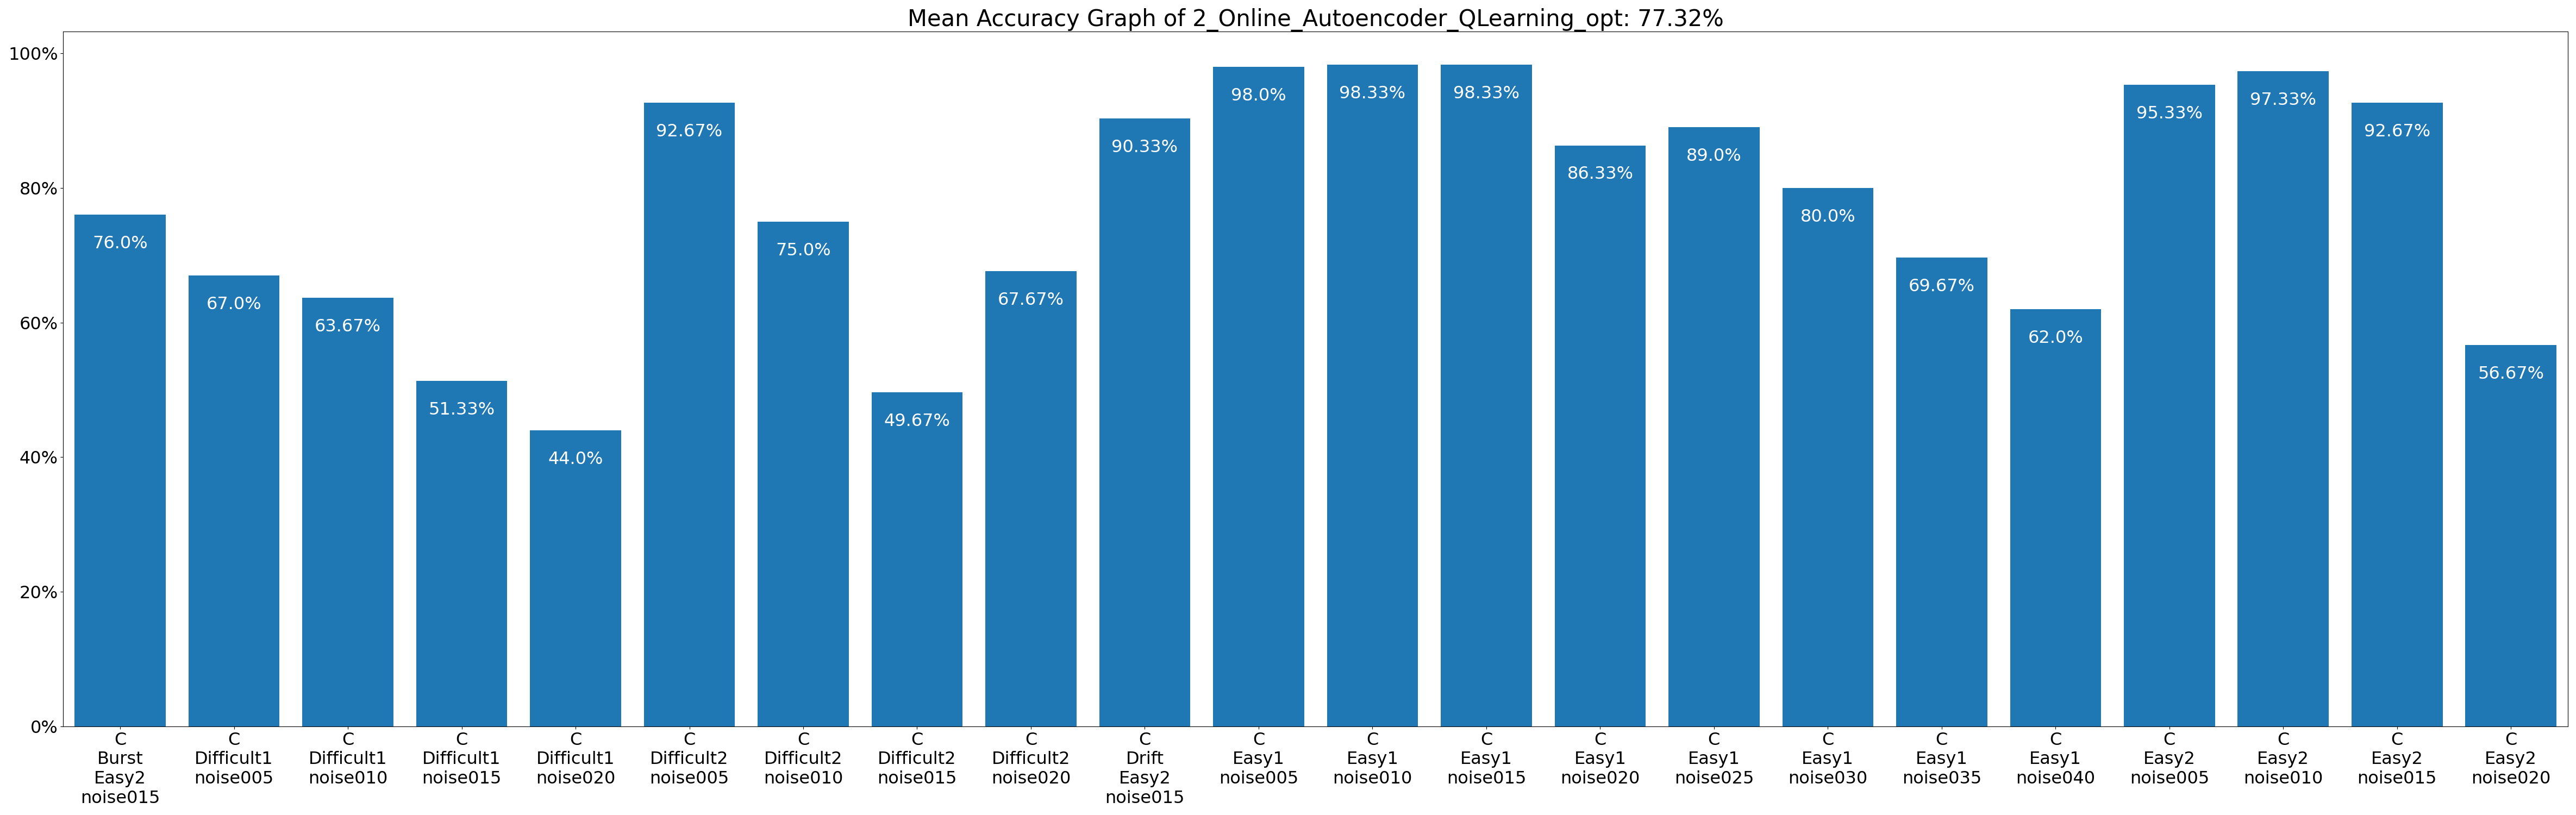 Mean Accuracy Graph of 2_Online_Autoencoder_QLearning_opt: 77.32%
100%
80%
60%
40%
20%
0%
76.0%
67.0%
63.67%
51.33%
44.0%
92.67%
75.0%
49.67%
67.67%
90.33%
98.0%
98.33%
98.33%
86.33%
89.0%
80.0%
69.67%
62.0%
95.33%
97.33%
92.67%
56.67%
C
Burst
Easy2
noise015
C
Difficult1
noise005
C
Difficult1
noise010
C
Difficult1
noise015
C
Difficult1
noise020
C
Difficult2
noise005
C
Difficult2
noise010
C
Difficult2
noise015
C
Difficult2
noise020
C
Drift
Easy2
noise015
C
Easy1
noise005
C
Easy1
noise010
C
Easy1
noise015
C
Easy1
noise020
C
Easy1
noise025
C
Easy1
noise030
C
Easy1
noise035
C
Easy1
noise040
C
Easy2
noise005
C
Easy2
noise010
C
Easy2
noise015
C
Easy2
noise020